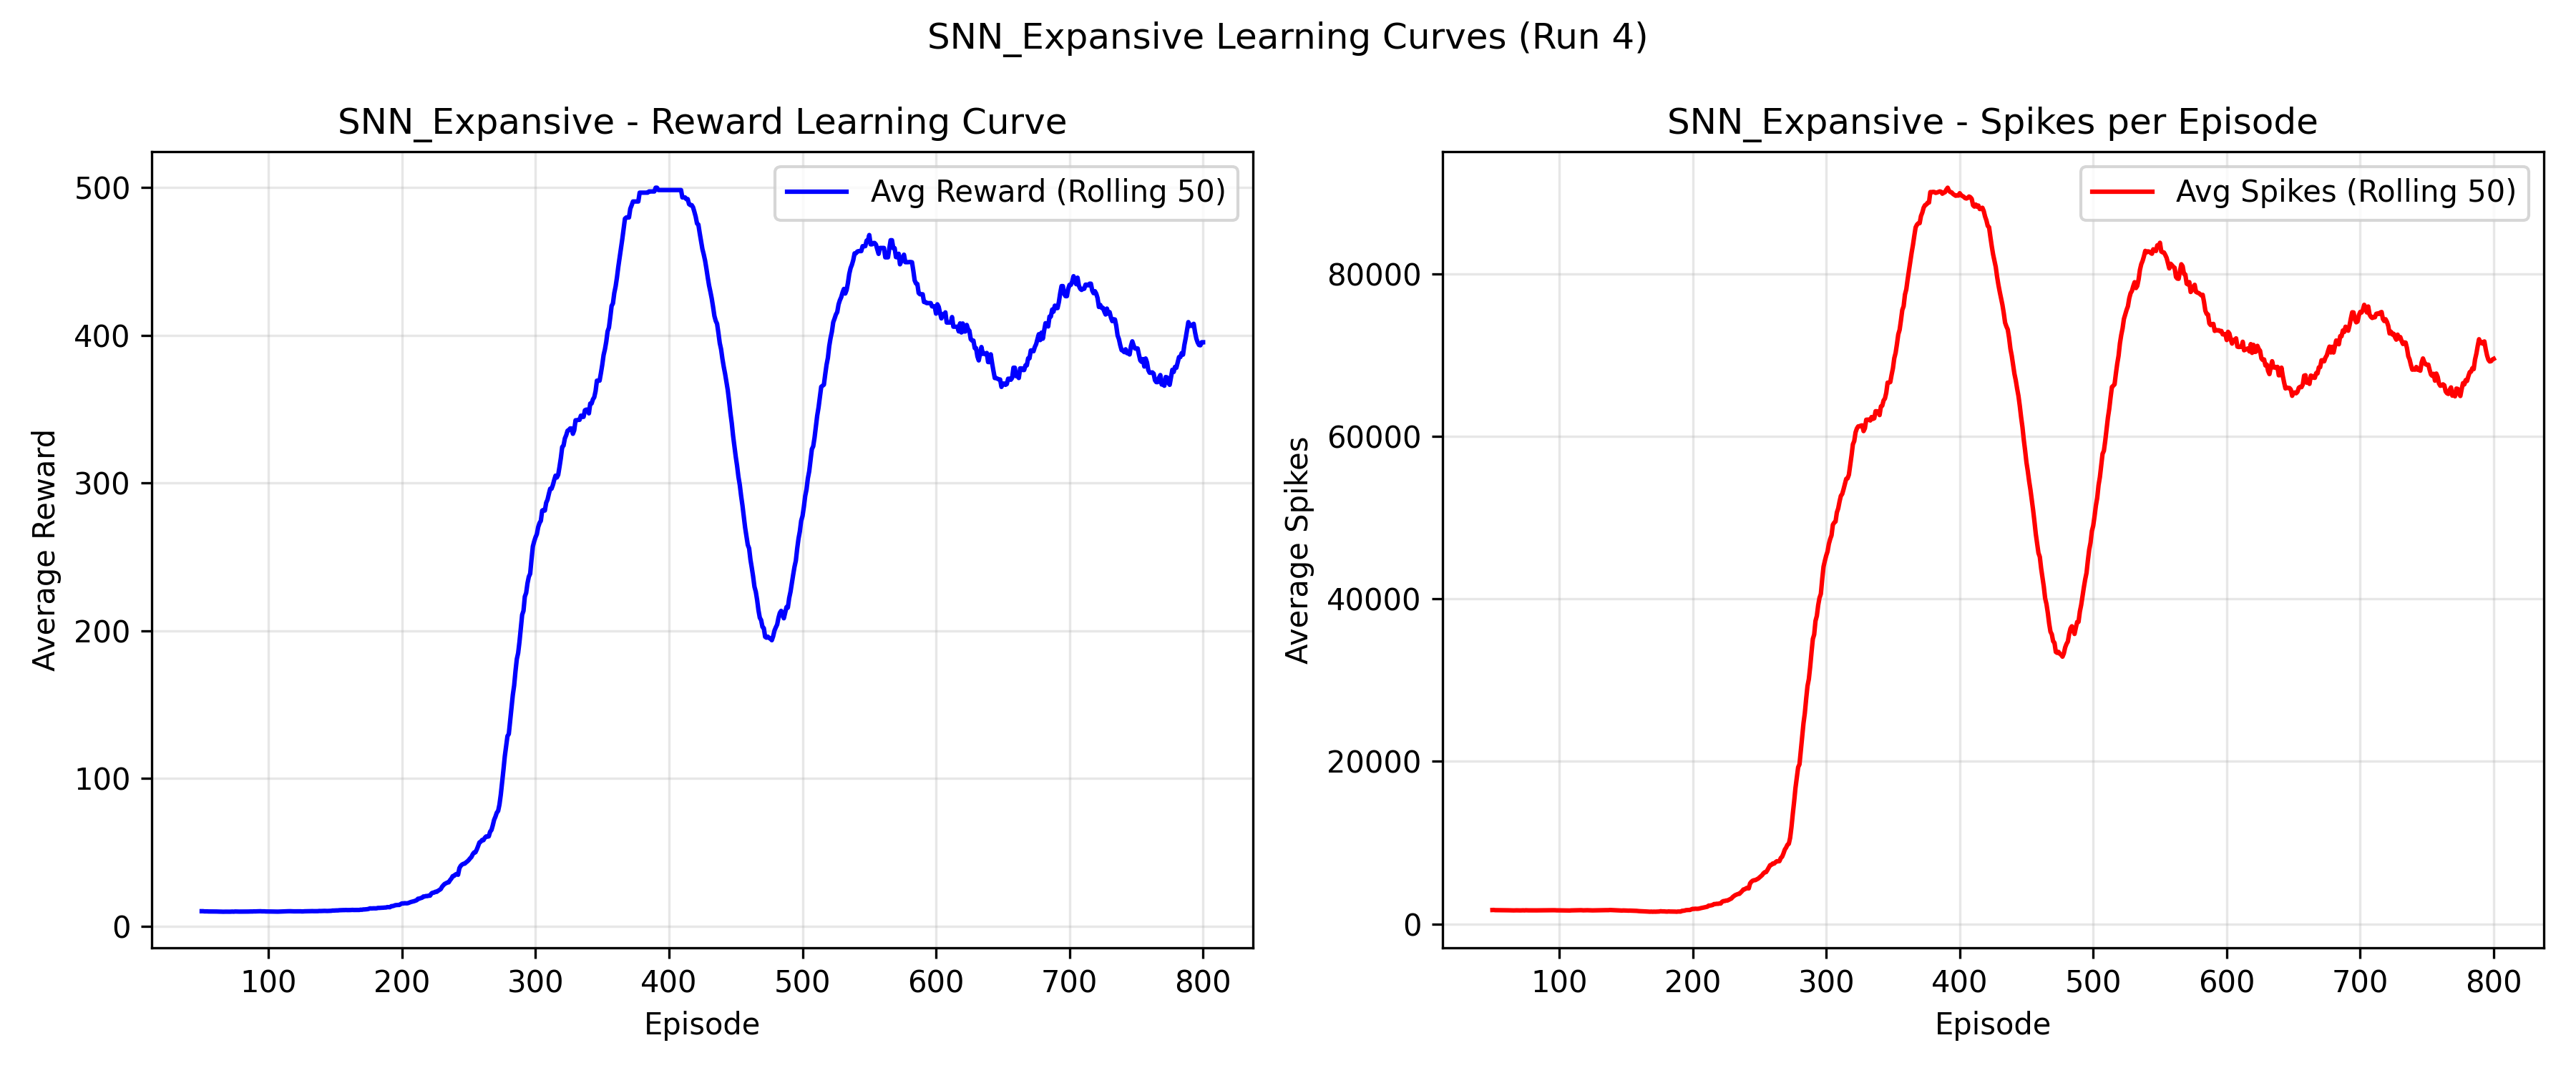 SNN_Expansive Learning Curves (Run 4)
SNN_Expansive - Reward Learning Curve
Avg Reward (Rolling 50)
Average Reward
500
400
300
200
100
0
100 200 300 400 500 600 700 800
Episode
SNN_Expansive - Spikes per Episode
Avg Spikes (Rolling 50)
Average Spikes
80000
60000
40000
20000
0
100 200 300 400 500 600 700 800
Episode